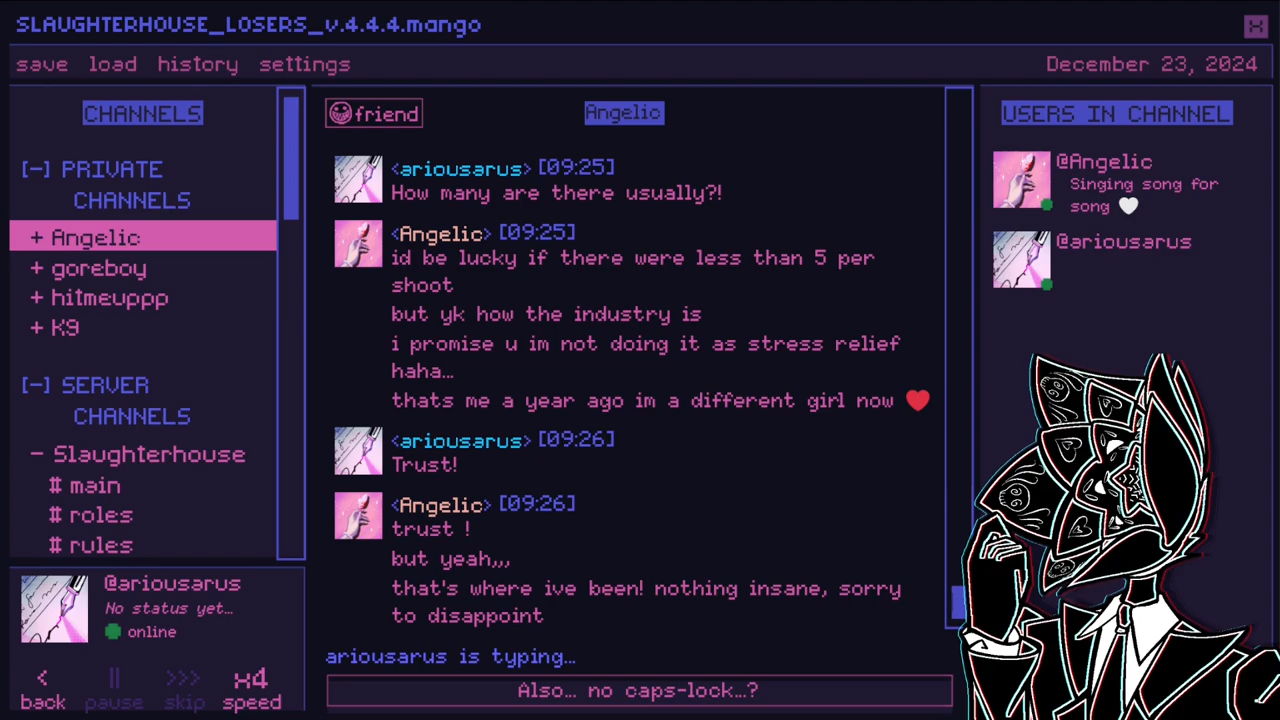 SLAUGHTERHOUSE_LOSERS_v.4.4.4.mango
x
save load history settings
December 23, 2024
CHANNELS
[-] PRIVATE
CHANNELS
+ Angelic
+ goreboy
+ hitmeuppp
+ K9
[-] SERVER
CHANNELS
- Slaughterhouse
# main
# roles
# rules
@ariousarus
No status yet...
online
< || >>> x4
back pause skip speed
friend
Angelic
<ariousarus> [09:25]
How many are there usually?!
<Angelic> [09:25]
id be lucky if there were less than 5 per
shoot
but yk how the industry is
i promise u im not doing it as stress relief
haha...
thats me a year ago im a different girl now ❤️
<ariousarus> [09:26]
Trust!
<Angelic> [09:26]
trust !
but yeah,,,
that's where ive been! nothing insane, sorry
to disappoint
ariousarus is typing...
Also... no caps-lock...?
USERS IN CHANNEL
@Angelic
Singing song for
song 🤍
@ariousarus